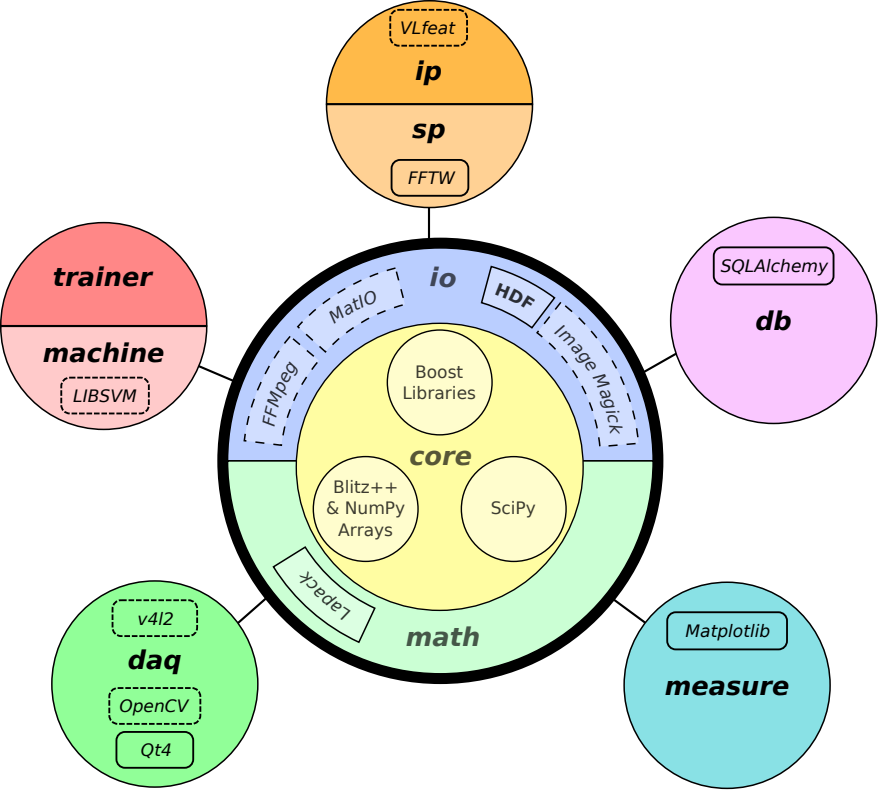 VLfeat
ip
sp
FFTW
trainer
machine
LIBSVM
io
MatIO
HDF
FFMpeg
Image Magick
Boost
Libraries
core
Blitz++
& NumPy
Arrays
SciPy
Lapack
math
SQLAlchemy
db
v4l2
daq
OpenCV
Qt4
Matplotlib
measure